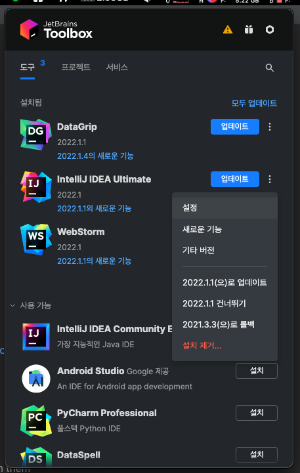 JetBrains
Toolbox
도구 3 프로젝트 서비스
설치됨 모두 업데이트
DG DataGrip 업데이트
2022.1.1
2022.1.4의 새로운 기능
IJ IntelliJ IDEA Ultimate 업데이트
2022.1
2022.1.1의 새로운 기능
설정
WS WebStorm
새로운 기능
2022.1
기타 버전
2022.1.1의 새로운 기능
2022.1.1(으)로 업데이트
2022.1.1 건너뛰기
사용 가능
2021.3.3(으)로 롤백
IJ IntelliJ IDEA Community E
설치 제거...
가장 지능적인 Java IDE
Android Studio Google 제공 설치
An IDE for Android app development
PC PyCharm Professional 설치
풀스택 Python IDE
DS DataSpell 설치